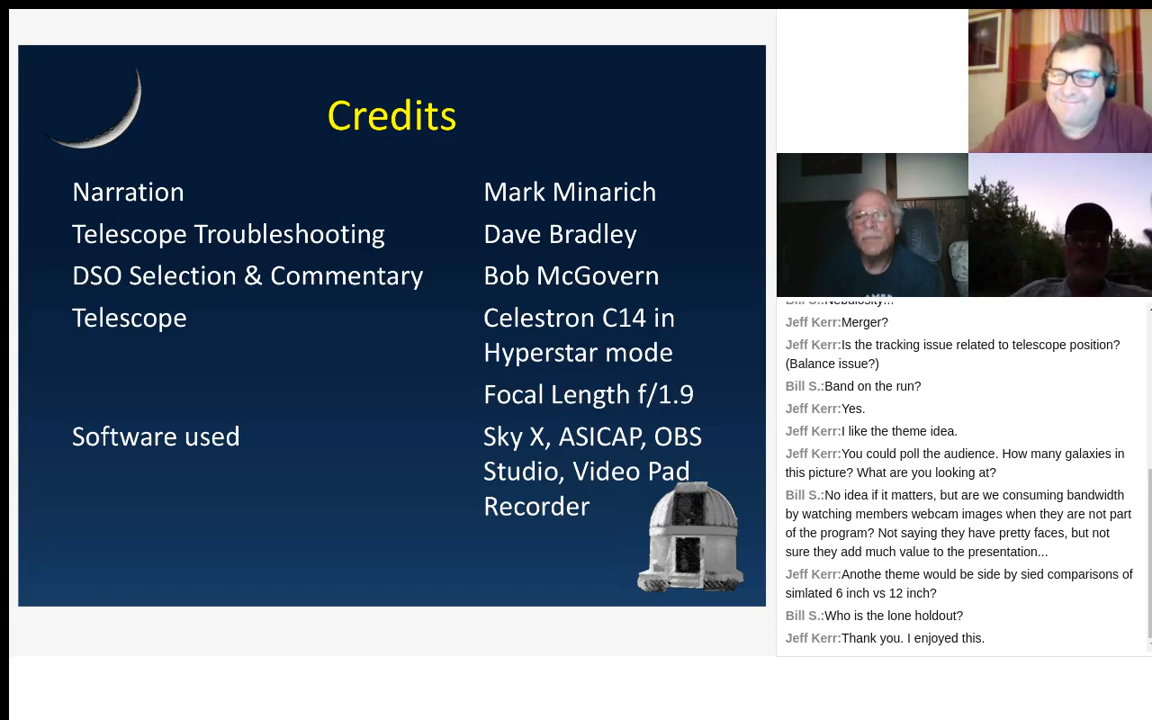 Credits
Narration Mark Minarich
Telescope Troubleshooting Dave Bradley
DSO Selection & Commentary Bob McGovern
Telescope Celestron C14 in
Hyperstar mode
Focal Length f/1.9
Software used Sky X, ASICAP, OBS
Studio, Video Pad
Recorder
Bill S.:Nebulosity...
Jeff Kerr:Merger?
Jeff Kerr:Is the tracking issue related to telescope position?
(Balance issue?)
Bill S.:Band on the run?
Jeff Kerr:Yes.
Jeff Kerr:I like the theme idea.
Jeff Kerr:You could poll the audience. How many galaxies in
this picture? What are you looking at?
Bill S.:No idea if it matters, but are we consuming bandwidth
by watching members webcam images when they are not part
of the program? Not saying they have pretty faces, but not
sure they add much value to the presentation...
Jeff Kerr:Anothe theme would be side by sied comparisons of
simlated 6 inch vs 12 inch?
Bill S.:Who is the lone holdout?
Jeff Kerr:Thank you. I enjoyed this.